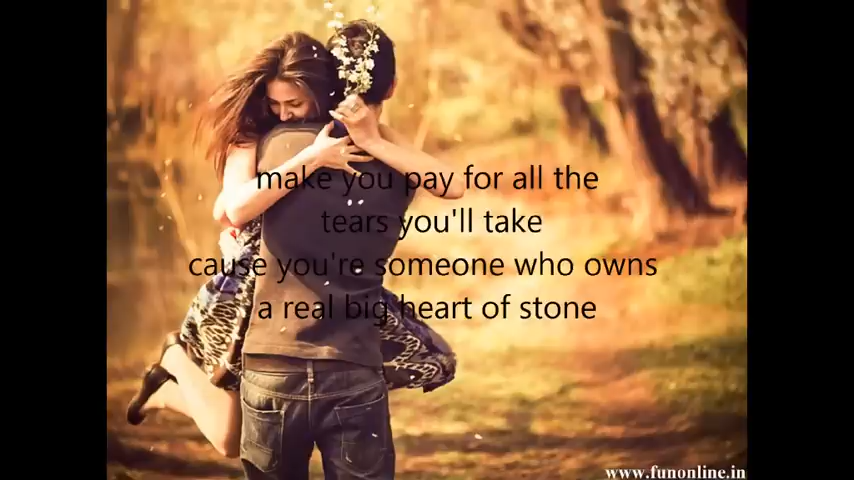 make you pay for all the
tears you'll take
cause you're someone who owns
a real big heart of stone
www.funonline.in